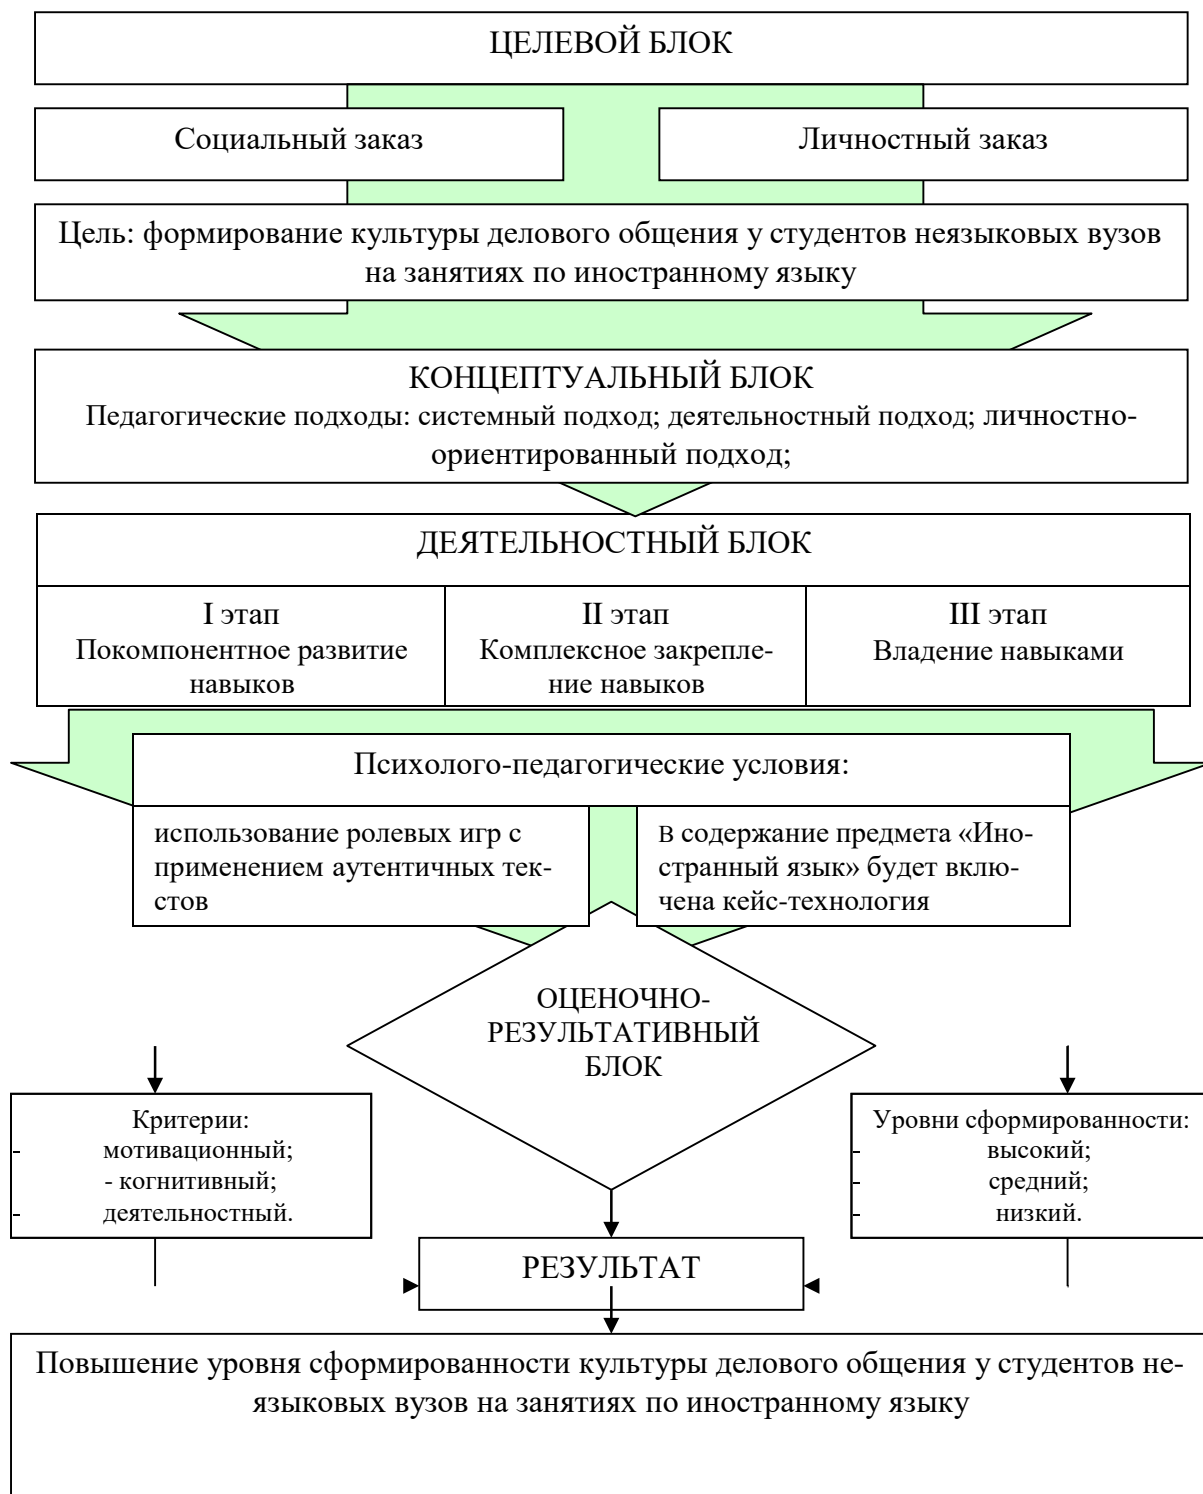 ЦЕЛЕВОЙ БЛОК
Социальный заказ
Личностный заказ
Цель: формирование культуры делового общения у студентов неязыковых вузов
на занятиях по иностранному языку
КОНЦЕПТУАЛЬНЫЙ БЛОК
Педагогические подходы: системный подход; деятельностный подход; личностно-
ориентированный подход;
ДЕЯТЕЛЬНОСТНЫЙ БЛОК
I этап
Покомпонентное развитие
навыков
II этап
Комплексное закрепле-
ние навыков
III этап
Владение навыками
Психолого-педагогические условия:
использование ролевых игр с
применением аутентичных тек-
стов
В содержание предмета «Ино-
странный язык» будет вклю-
чена кейс-технология
ОЦЕНОЧНО-
РЕЗУЛЬТАТИВНЫЙ
БЛОК
Критерии:
- мотивационный;
- когнитивный;
- деятельностный.
Уровни сформированности:
- высокий;
- средний;
- низкий.
РЕЗУЛЬТАТ
Повышение уровня сформированности культуры делового общения у студентов не-
языковых вузов на занятиях по иностранному языку